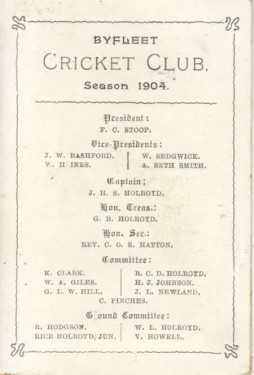 BYFLEET
CRICKET CLUB,
Season 1904.
President:
F. C. STOOP.
Vice-Presidents:
J. W. BASHFORD. W. SEDGWICK.
W. H INES. A. SETH SMITH.
Captain:
J. H. S. HOLROYD.
Hon. Treas.:
G. B. HOLROYD.
Hon. Sec.:
REV. C. O. S. HATTON.
Committee:
K. CLARK. R. C. D. HOLROYD.
W. A. GILES. H. J. JOHNSON.
G. L. W. HILL. J. L. NEWLAND.
C. PINCHES.
Ground Committee:
R. HODGSON. W. L. HOLROYD.
RICE HOLROYD/JUN. V. HOWELL.